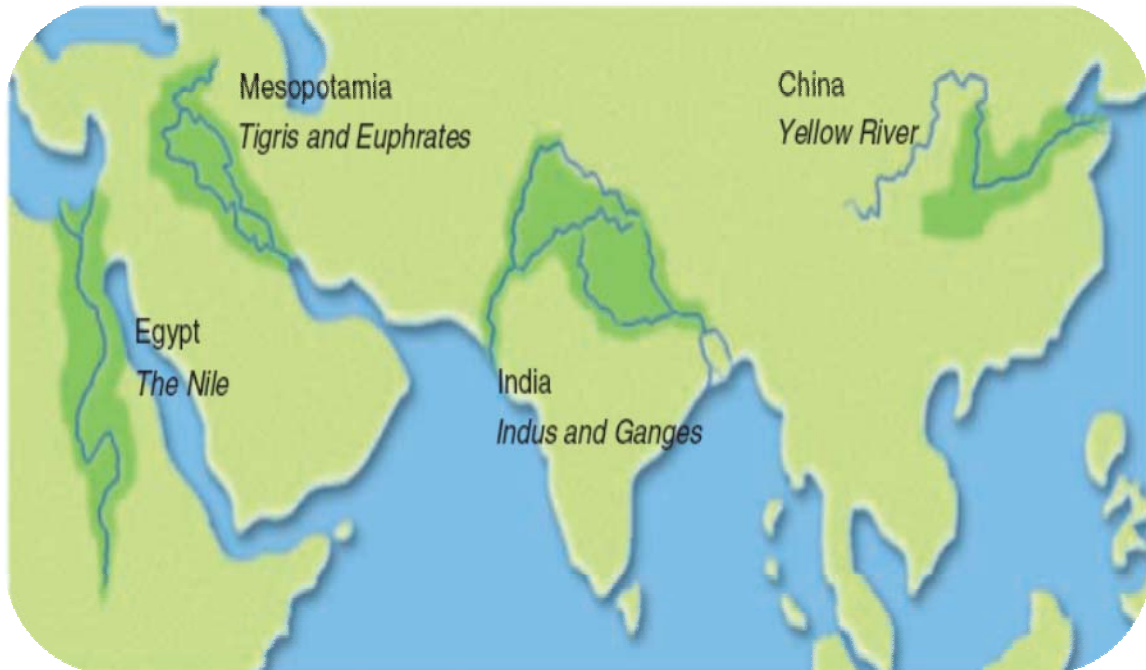 Mesopotamia
Tigris and Euphrates
China
Yellow River
Egypt
The Nile
India
Indus and Ganges